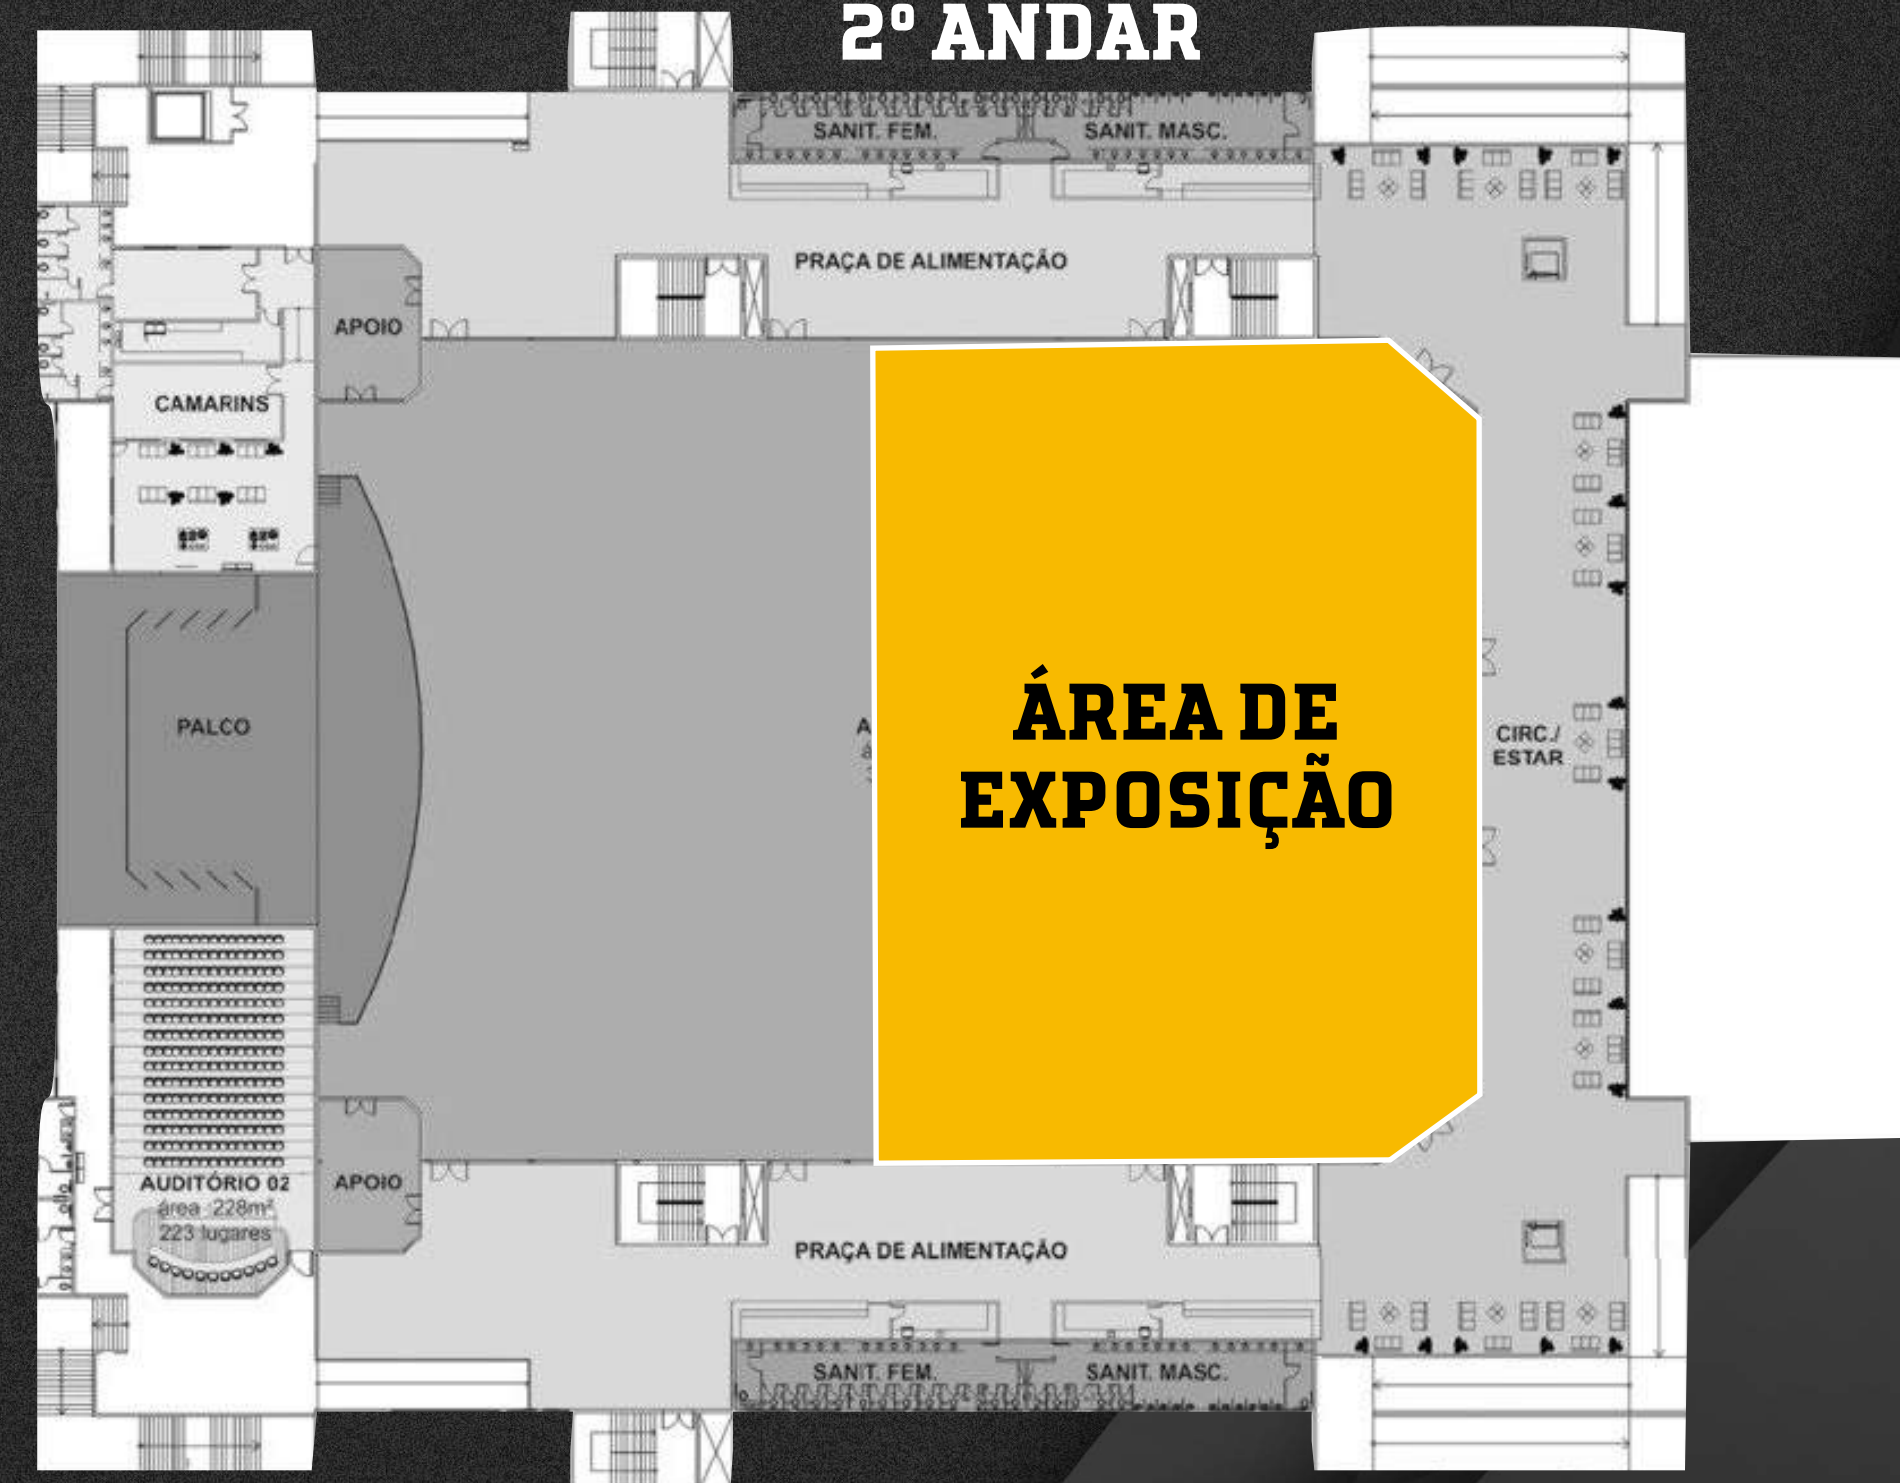 2º ANDAR
SANIT. FEM.
SANIT. MASC.
PRAÇA DE ALIMENTAÇÃO
APOIO
CAMARINS
PALCO
ÁREA DE
EXPOSIÇÃO
CIRC./
ESTAR
AUDITÓRIO 02
área :228m²
223 lugares
APOIO
PRAÇA DE ALIMENTAÇÃO
SANIT. FEM.
SANIT. MASC.